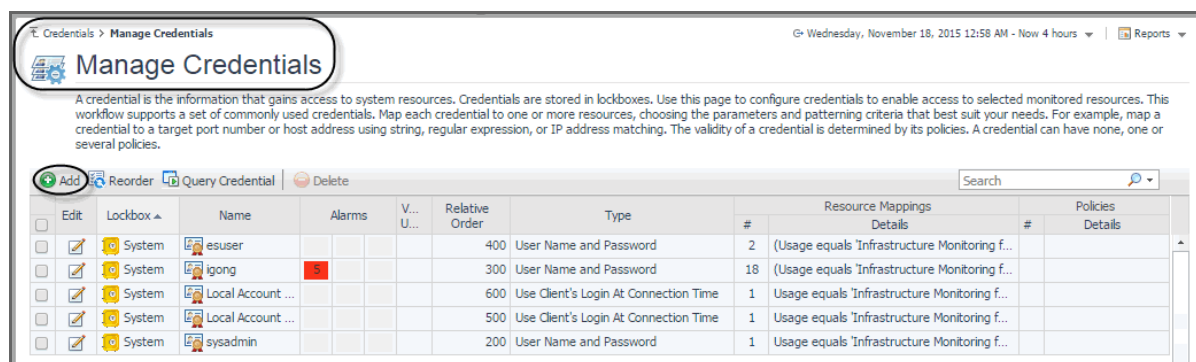 Credentials > Manage Credentials
Wednesday, November 18, 2015 12:58 AM - Now 4 hours | Reports
Manage Credentials
A credential is the information that gains access to system resources. Credentials are stored in lockboxes. Use this page to configure credentials to enable access to selected monitored resources. This
workflow supports a set of commonly used credentials. Map each credential to one or more resources, choosing the parameters and patterning criteria that best suit your needs. For example, map a
credential to a target port number or host address using string, regular expression, or IP address matching. The validity of a credential is determined by its policies. A credential can have none, one or
several policies.
Add Reorder Query Credential Delete Search
Edit Lockbox Name Alarms V... U... Relative Order Type Resource Mappings Policies
# Details # Details
System esuser 400 User Name and Password 2 (Usage equals 'Infrastructure Monitoring f...
System igong 5 300 User Name and Password 18 (Usage equals 'Infrastructure Monitoring f...
System Local Account ... 600 Use Client's Login At Connection Time 1 Usage equals 'Infrastructure Monitoring f...
System Local Account ... 500 Use Client's Login At Connection Time 1 Usage equals 'Infrastructure Monitoring f...
System sysadmin 200 User Name and Password 1 Usage equals 'Infrastructure Monitoring f...